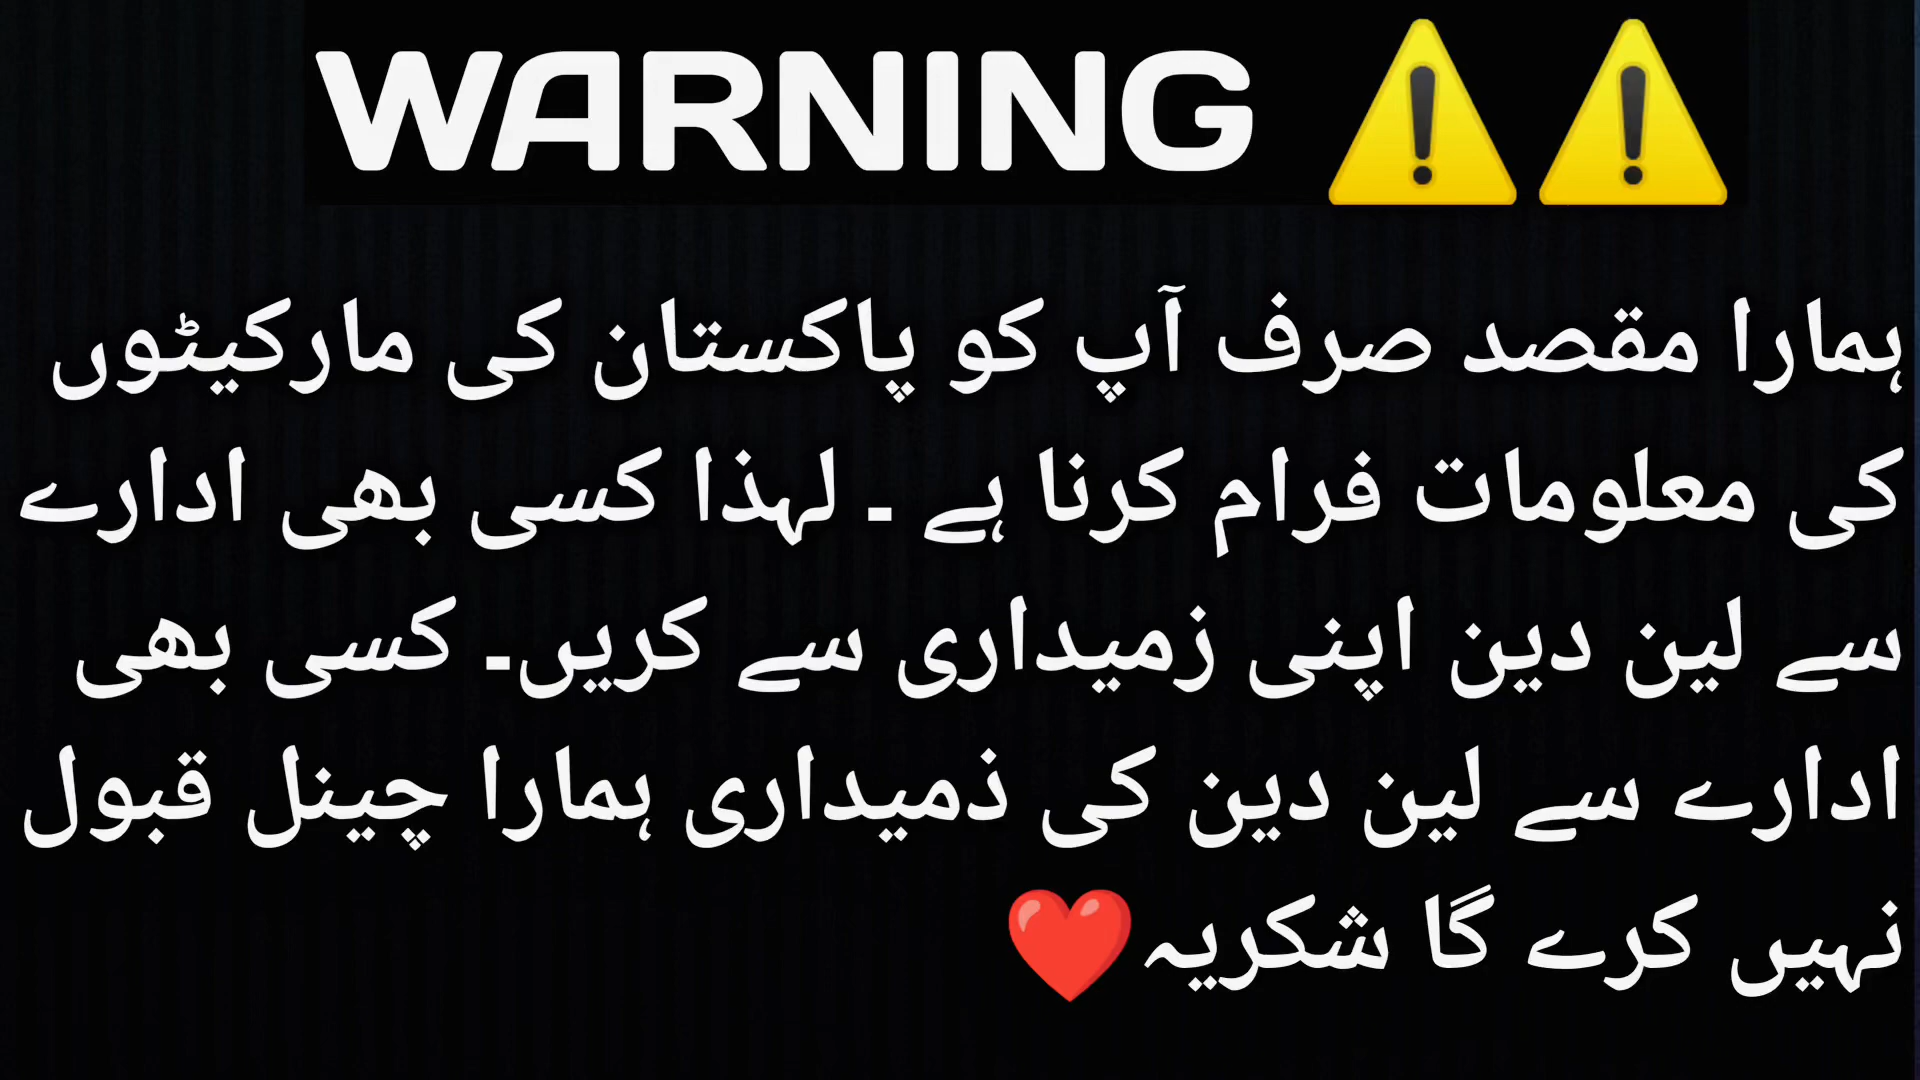 WARNING ⚠️⚠️
ہمارا مقصد صرف آپ کو پاکستان کی مارکیٹوں
کی معلومات فرام کرنا ہے ۔ لہذا کسی بھی ادارے
سے لین دین اپنی زمیداری سے کریں۔ کسی بھی
ادارے سے لین دین کی ذمیداری ہمارا چینل قبول
نہیں کرے گا شکریہ❤️